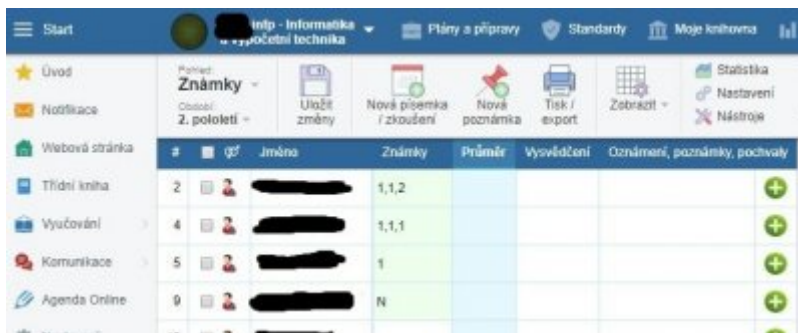 Start
intp - Informatika
a výpočetní technika
Plány a přípravy
Standardy
Moje knihovna
Úvod
Notifikace
Webová stránka
Třídní kniha
Vyučování
Komunikace
Agenda Online
Pohled:
Známky
Období:
2. pololetí
Uložit
změny
Nová písemka
/ zkoušení
Nová
poznámka
Tisk /
export
Zobrazit
Statistika
Nastavení
Nástroje
# Jméno Známky Průměr Vysvědčení Oznámení, poznámky, pochvaly
2 1,1,2
4 1,1,1
5 1
9 N